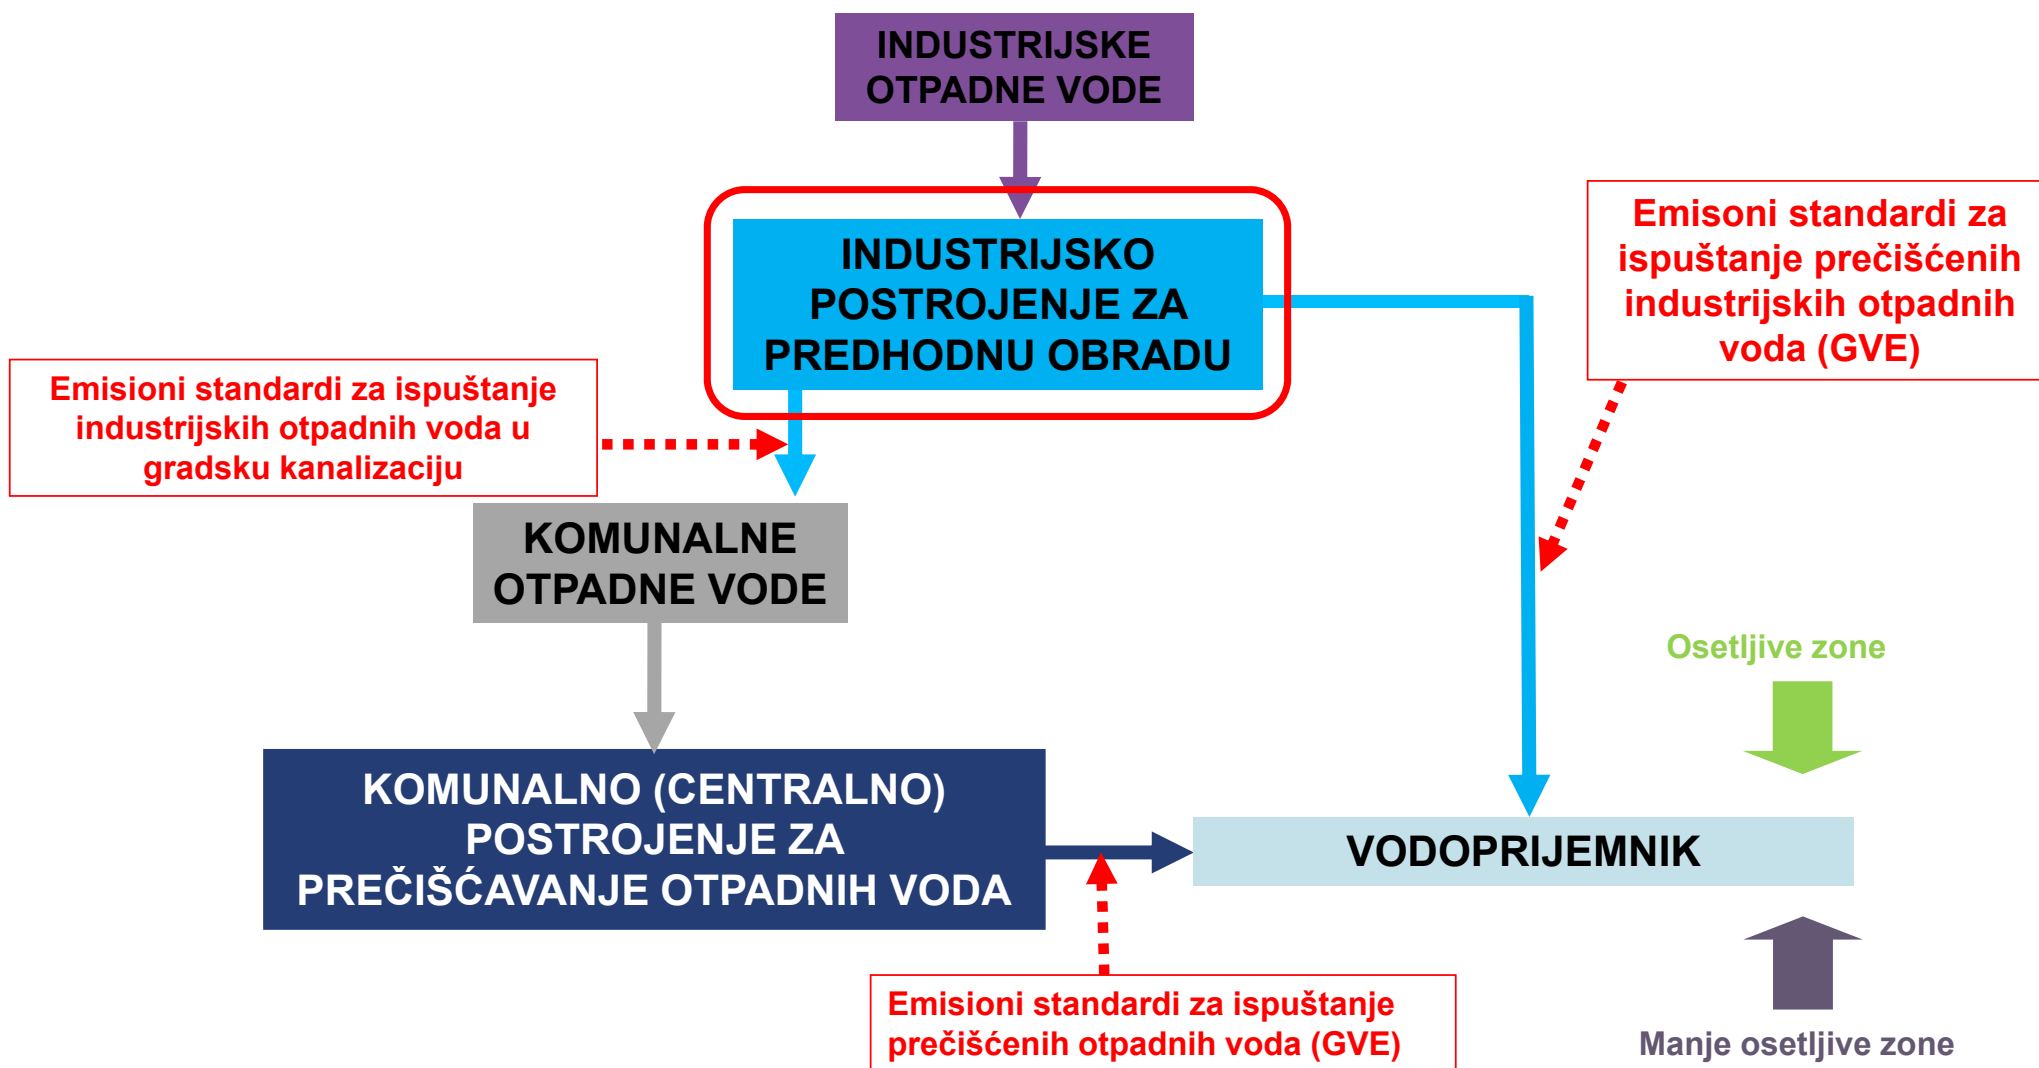 INDUSTRIJSKE
OTPADNE VODE
INDUSTRIJSKO
POSTROJENJE ZA
PREDHODNU OBRADU
Emisoni standardi za
ispuštanje prečišćenih
industrijskih otpadnih
voda (GVE)
Emisioni standardi za ispuštanje
industrijskih otpadnih voda u
gradsku kanalizaciju
KOMUNALNE
OTPADNE VODE
Osetljive zone
KOMUNALNO (CENTRALNO)
POSTROJENJE ZA
PREČIŠĆAVANJE OTPADNIH VODA
VODOPRIJEMNIK
Emisioni standardi za ispuštanje
prečišćenih otpadnih voda (GVE)
Manje osetljive zone